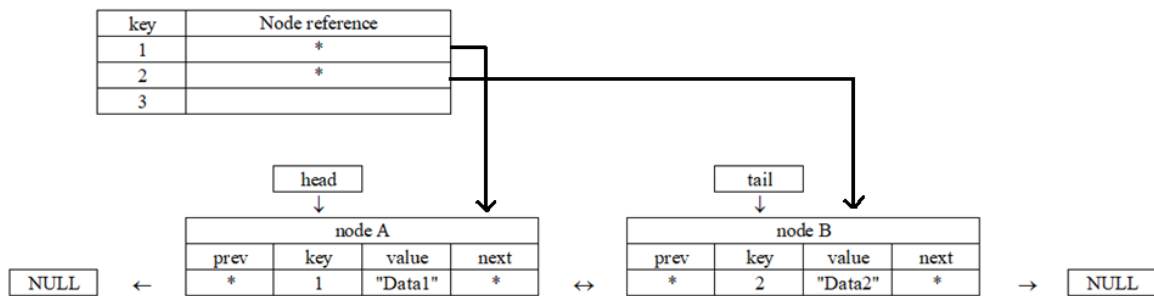 key Node reference
1 *
2 *
3
head tail
↓ ↓
node A node B
prev key value next prev key value next
NULL ← * 1 "Data1" * ↔ * 2 "Data2" * → NULL